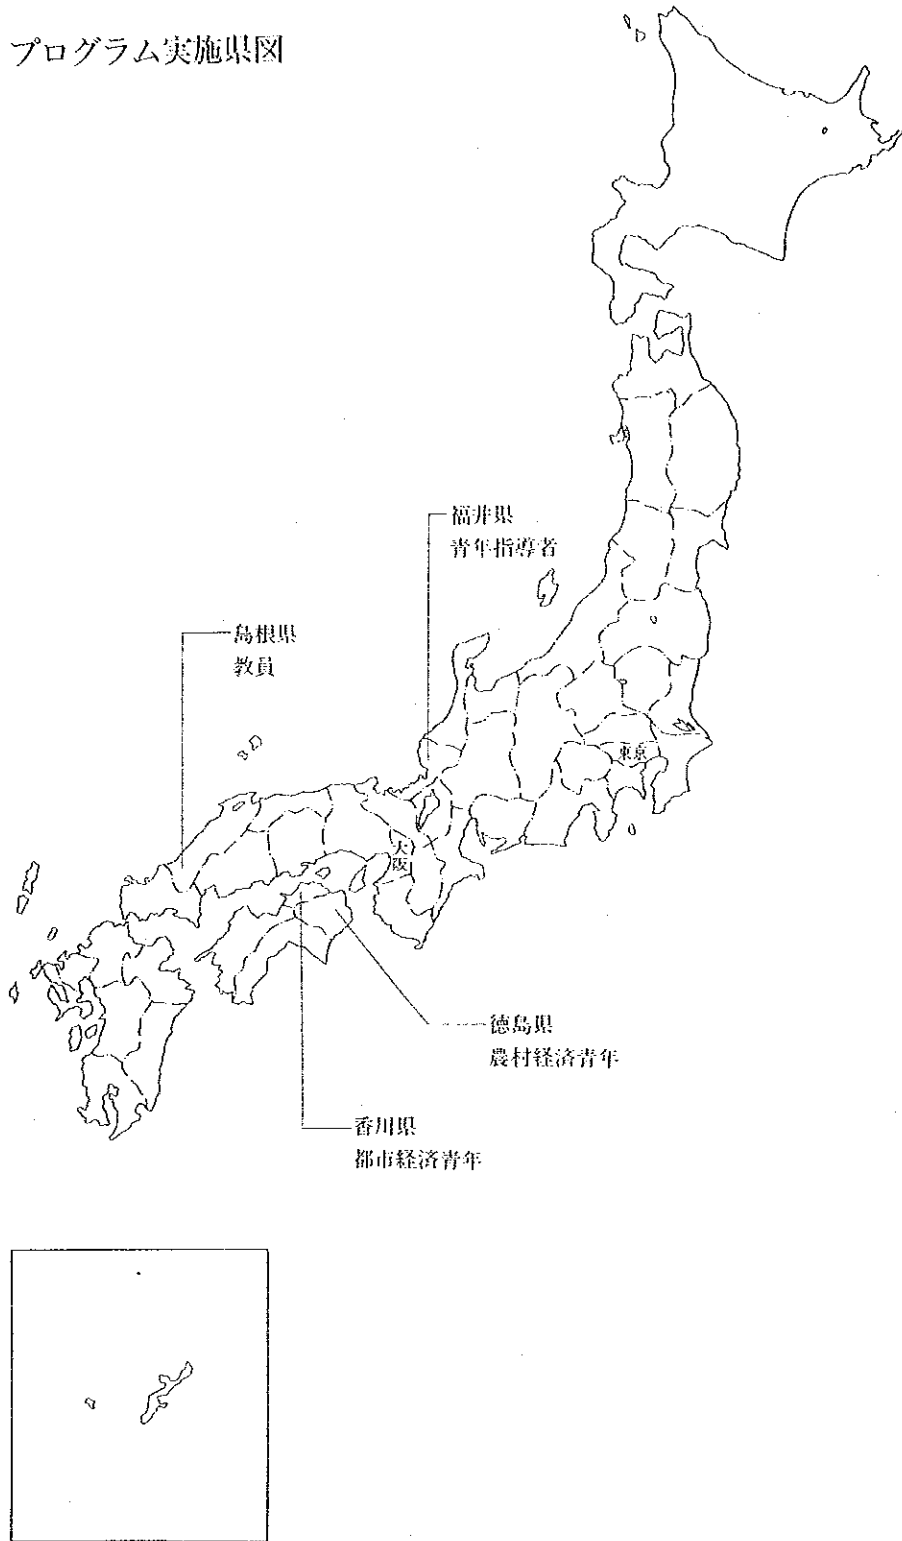 プログラム実施県図
福井県
青年指導者
島根県
教員
東京
大阪
徳島県
農村経済青年
香川県
都市経済青年